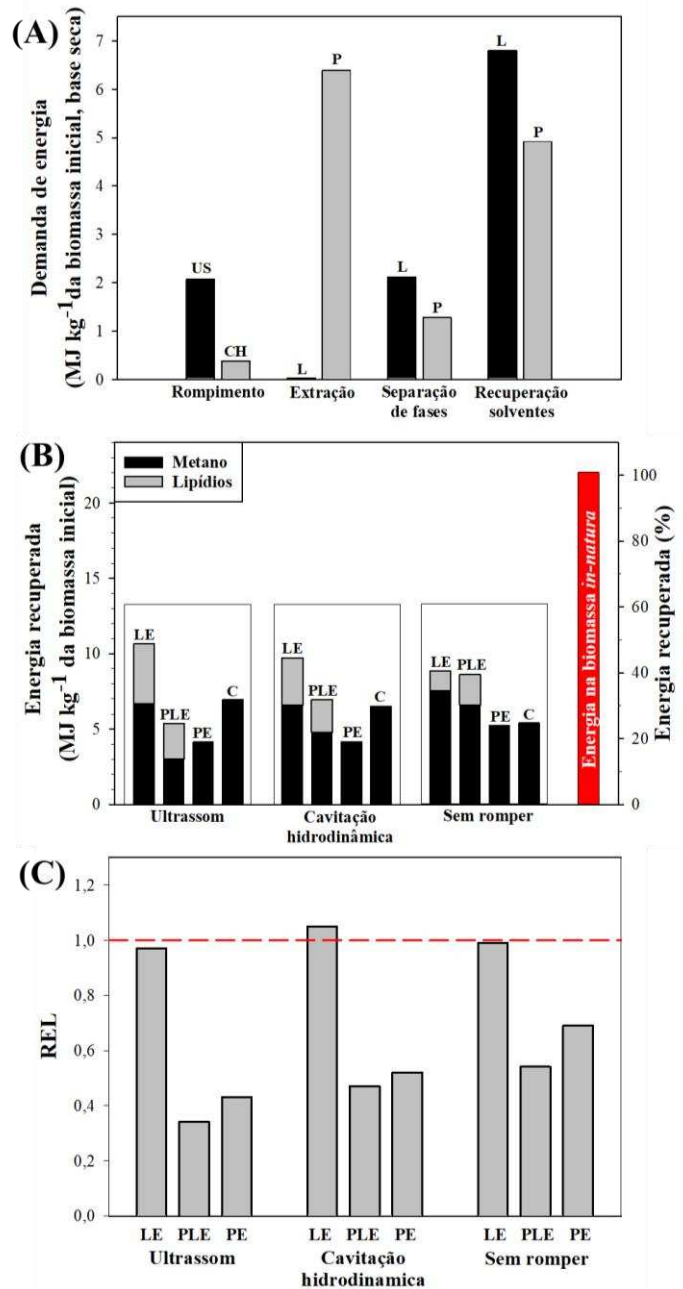 (A)
Demanda de energia
(MJ kg⁻¹ da biomassa inicial, base seca)
7
6
5
4
3
2
1
0
US
CH
L
P
L
P
L
P
Rompimento
Extração
Separação
de fases
Recuperação
solventes
(B)
Energia recuperada
(MJ kg⁻¹ da biomassa inicial)
20
15
10
5
0
Metano
Lipídios
LE
PLE
PE
C
LE
PLE
PE
C
LE
PLE
PE
C
Energia na biomassa in-natura
100
80
60
40
20
0
Energia recuperada (%)
Ultrassom
Cavitação
hidrodinâmica
Sem romper
(C)
REL
1,2
1,0
0,8
0,6
0,4
0,2
0,0
LE PLE PE
LE PLE PE
LE PLE PE
Ultrassom
Cavitação
hidrodinamica
Sem romper